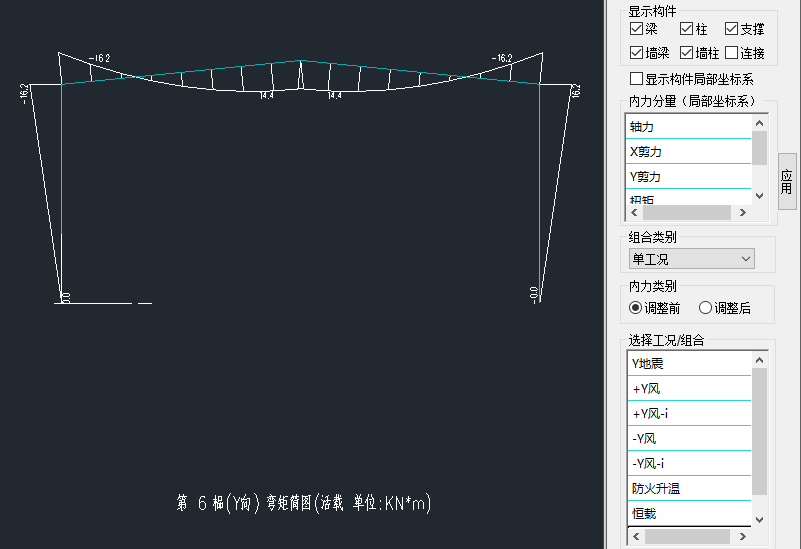 -16.2
-16.2
-16.2
16.2
14.4
14.4
0.0
-0.0
第 6 榀(Y向) 弯矩简图(活载 单位:KN*m)
显示构件
梁 柱 支撑
墙梁 墙柱 连接
显示构件局部坐标系
内力分量（局部坐标系）
轴力
X剪力
Y剪力
扭矩
应用
组合类别
单工况
内力类别
调整前 调整后
选择工况/组合
Y地震
+Y风
+Y风-i
-Y风
-Y风-i
防火升温
恒载